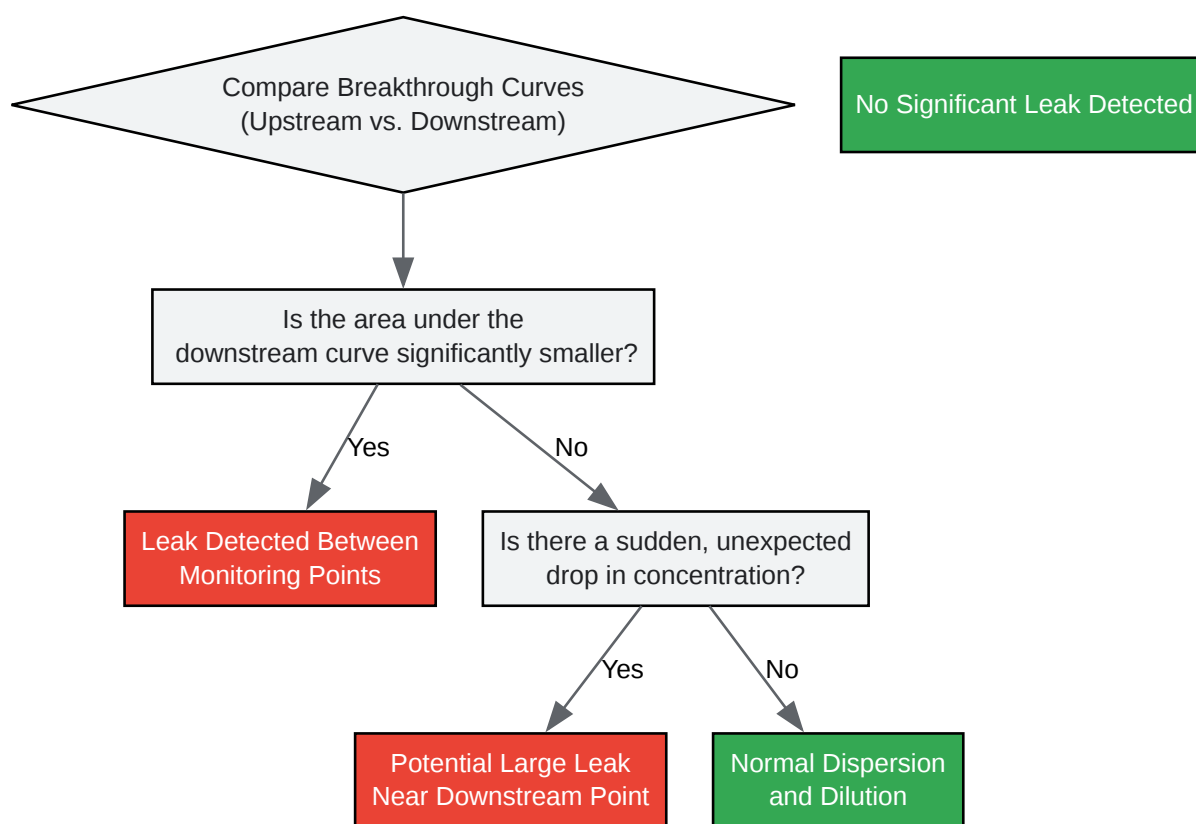 Compare Breakthrough Curves
(Upstream vs. Downstream)
No Significant Leak Detected
Is the area under the
downstream curve significantly smaller?
Yes
No
Leak Detected Between
Monitoring Points
Is there a sudden, unexpected
drop in concentration?
Yes
No
Potential Large Leak
Near Downstream Point
Normal Dispersion
and Dilution